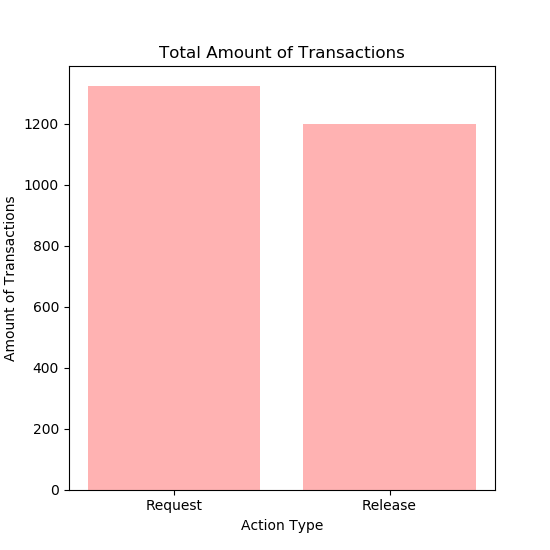 Total Amount of Transactions
Amount of Transactions
1200
1000
800
600
400
200
0
Request
Release
Action Type